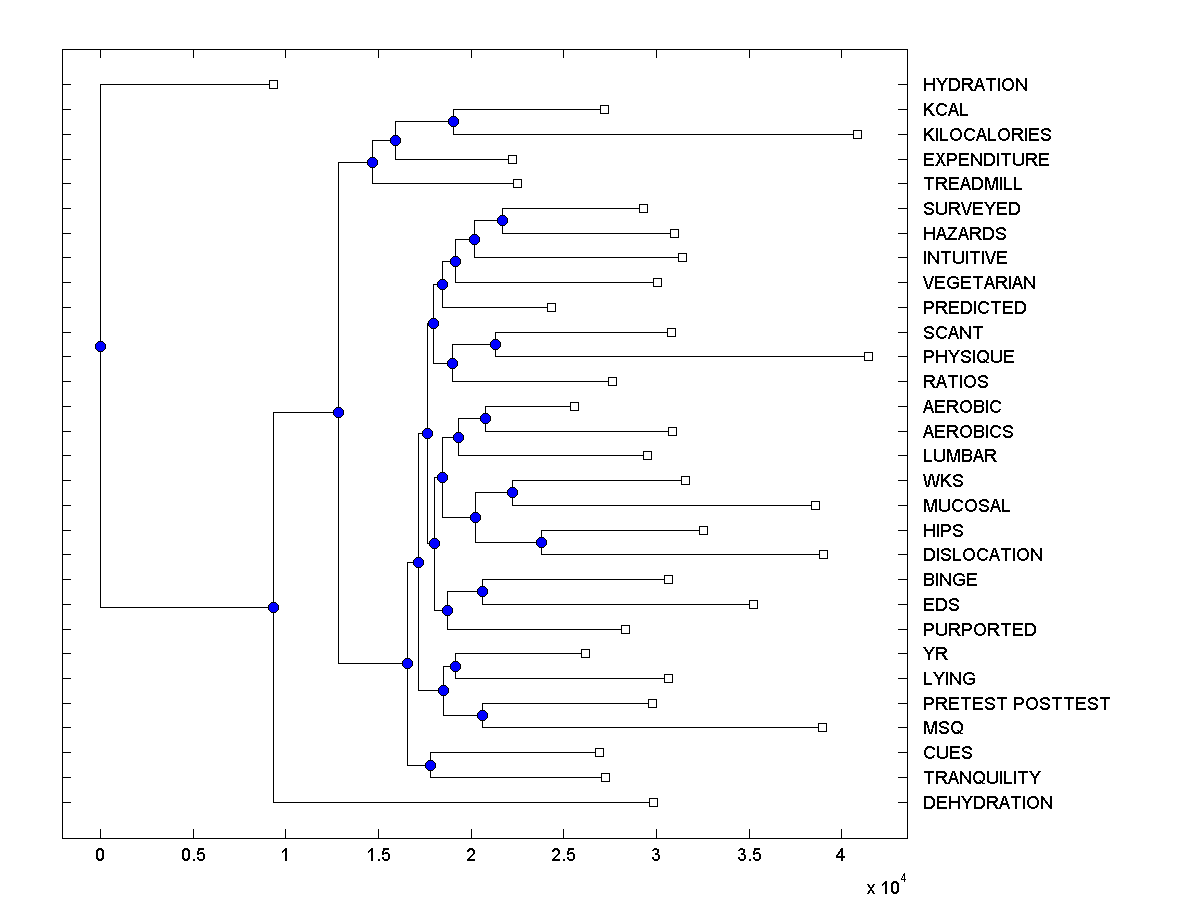 HYDRATION
KCAL
KILOCALORIES
EXPENDITURE
TREADMILL
SURVEYED
HAZARDS
INTUITIVE
VEGETARIAN
PREDICTED
SCANT
PHYSIQUE
RATIOS
AEROBIC
AEROBICS
LUMBAR
WKS
MUCOSAL
HIPS
DISLOCATION
BINGE
EDS
PURPORTED
YR
LYING
PRETEST POSTTEST
MSQ
CUES
TRANQUILITY
DEHYDRATION
0 0.5 1 1.5 2 2.5 3 3.5 4
x 10^4